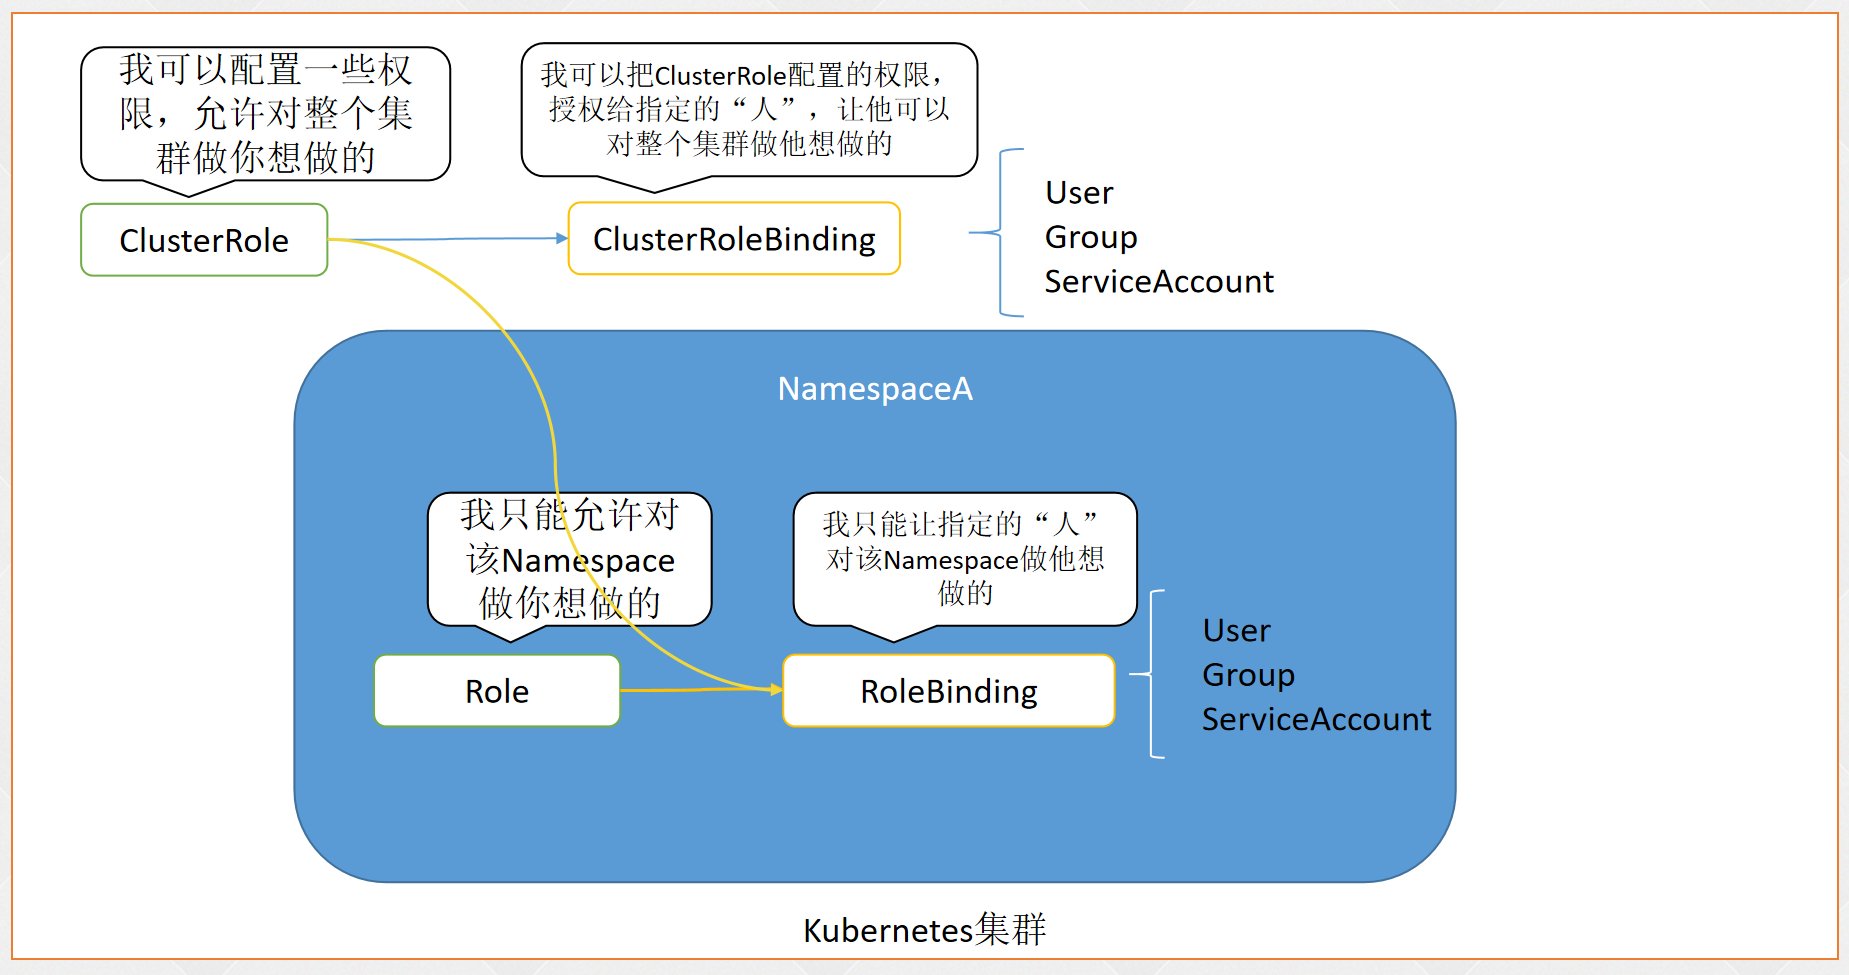 我可以配置一些权
限，允许对整个集
群做你想做的
我可以把ClusterRole配置的权限，
授权给指定的“人”，让他可以
对整个集群做他想做的
ClusterRole
ClusterRoleBinding
User
Group
ServiceAccount
NamespaceA
我只能允许对
该Namespace
做你想做的
我只能让指定的“人”
对该Namespace做他想
做的
Role
RoleBinding
User
Group
ServiceAccount
Kubernetes集群